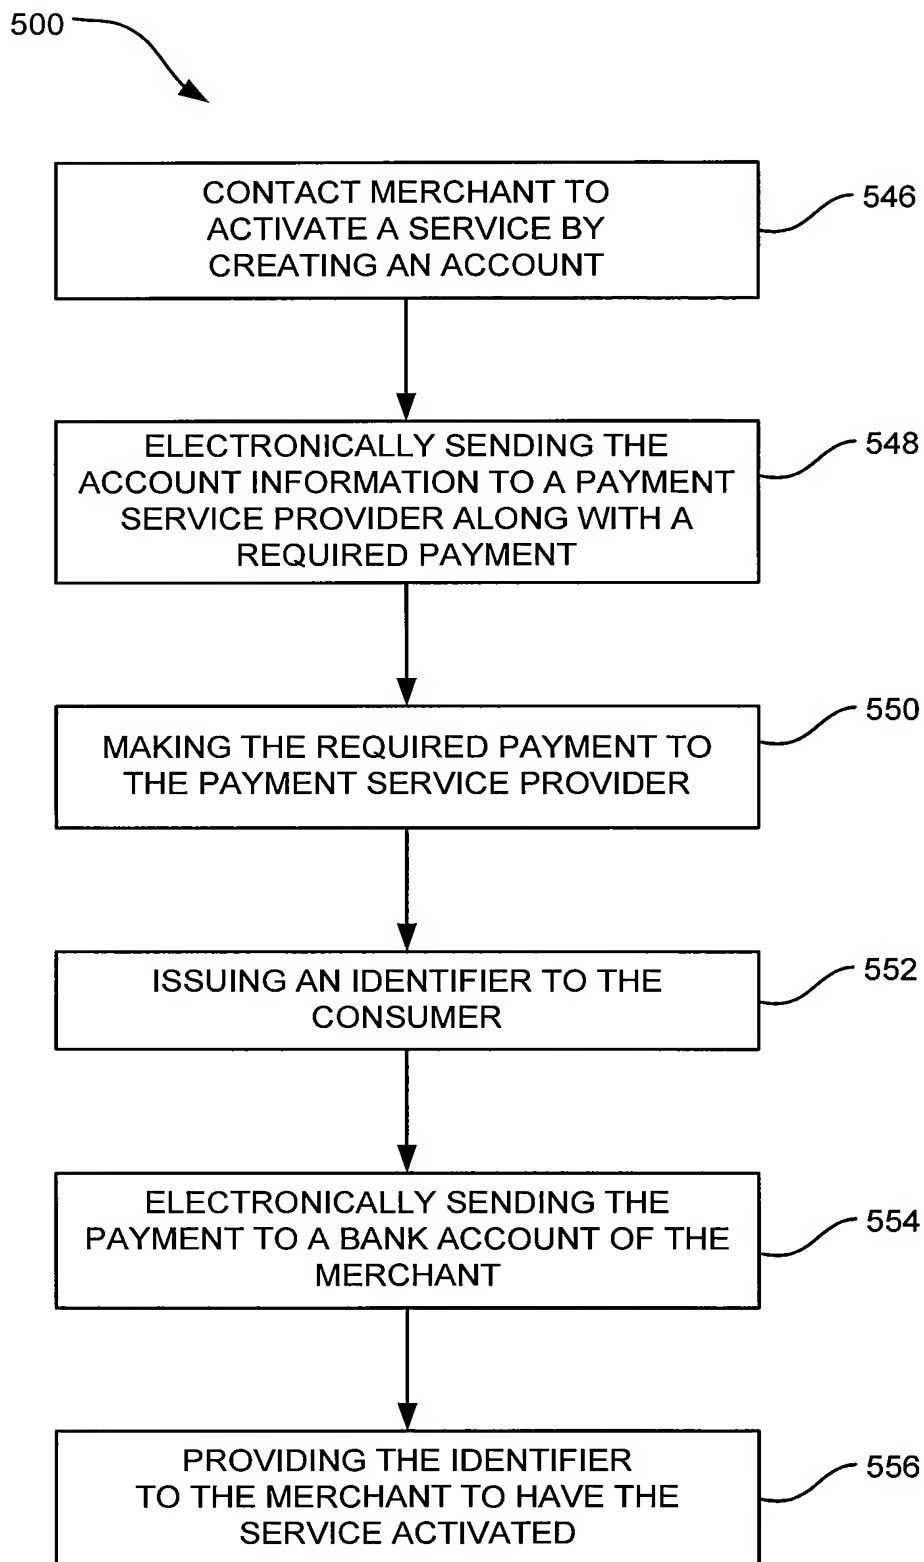 500
CONTACT MERCHANT TO
ACTIVATE A SERVICE BY
CREATING AN ACCOUNT
546
ELECTRONICALLY SENDING THE
ACCOUNT INFORMATION TO A PAYMENT
SERVICE PROVIDER ALONG WITH A
REQUIRED PAYMENT
548
MAKING THE REQUIRED PAYMENT TO
THE PAYMENT SERVICE PROVIDER
550
ISSUING AN IDENTIFIER TO THE
CONSUMER
552
ELECTRONICALLY SENDING THE
PAYMENT TO A BANK ACCOUNT OF THE
MERCHANT
554
PROVIDING THE IDENTIFIER
TO THE MERCHANT TO HAVE THE
SERVICE ACTIVATED
556